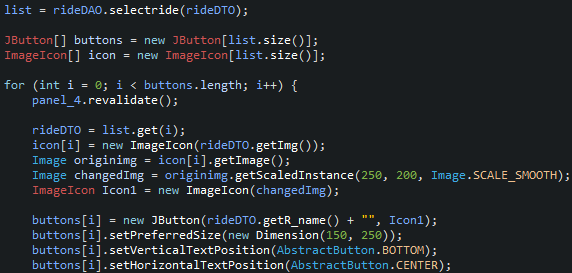 list = rideDAO.selectride(rideDTO);
JButton[] buttons = new JButton[list.size()];
ImageIcon[] icon = new ImageIcon[list.size()];
for (int i = 0; i < buttons.length; i++) {
panel_4.revalidate();
rideDTO = list.get(i);
icon[i] = new ImageIcon(rideDTO.getImg());
Image originimg = icon[i].getImage();
Image changedImg = originimg.getScaledInstance(250, 200, Image.SCALE_SMOOTH);
ImageIcon Icon1 = new ImageIcon(changedImg);
buttons[i] = new JButton(rideDTO.getR_name() + "", Icon1);
buttons[i].setPreferredSize(new Dimension(150, 250));
buttons[i].setVerticalTextPosition(AbstractButton.BOTTOM);
buttons[i].setHorizontalTextPosition(AbstractButton.CENTER);